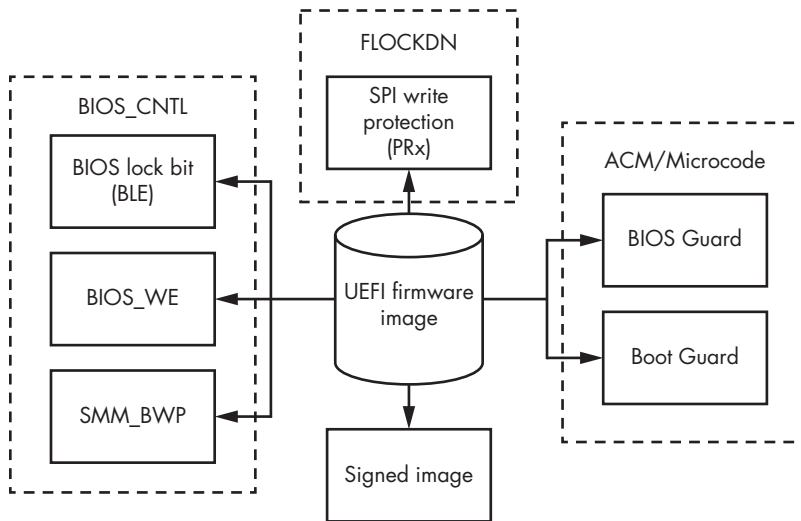 FLOCKDN
SPI write
protection
(PRx)
BIOS_CNTL
BIOS lock bit
(BLE)
BIOS_WE
SMM_BWP
UEFI firmware
image
ACM/Microcode
BIOS Guard
Boot Guard
Signed image